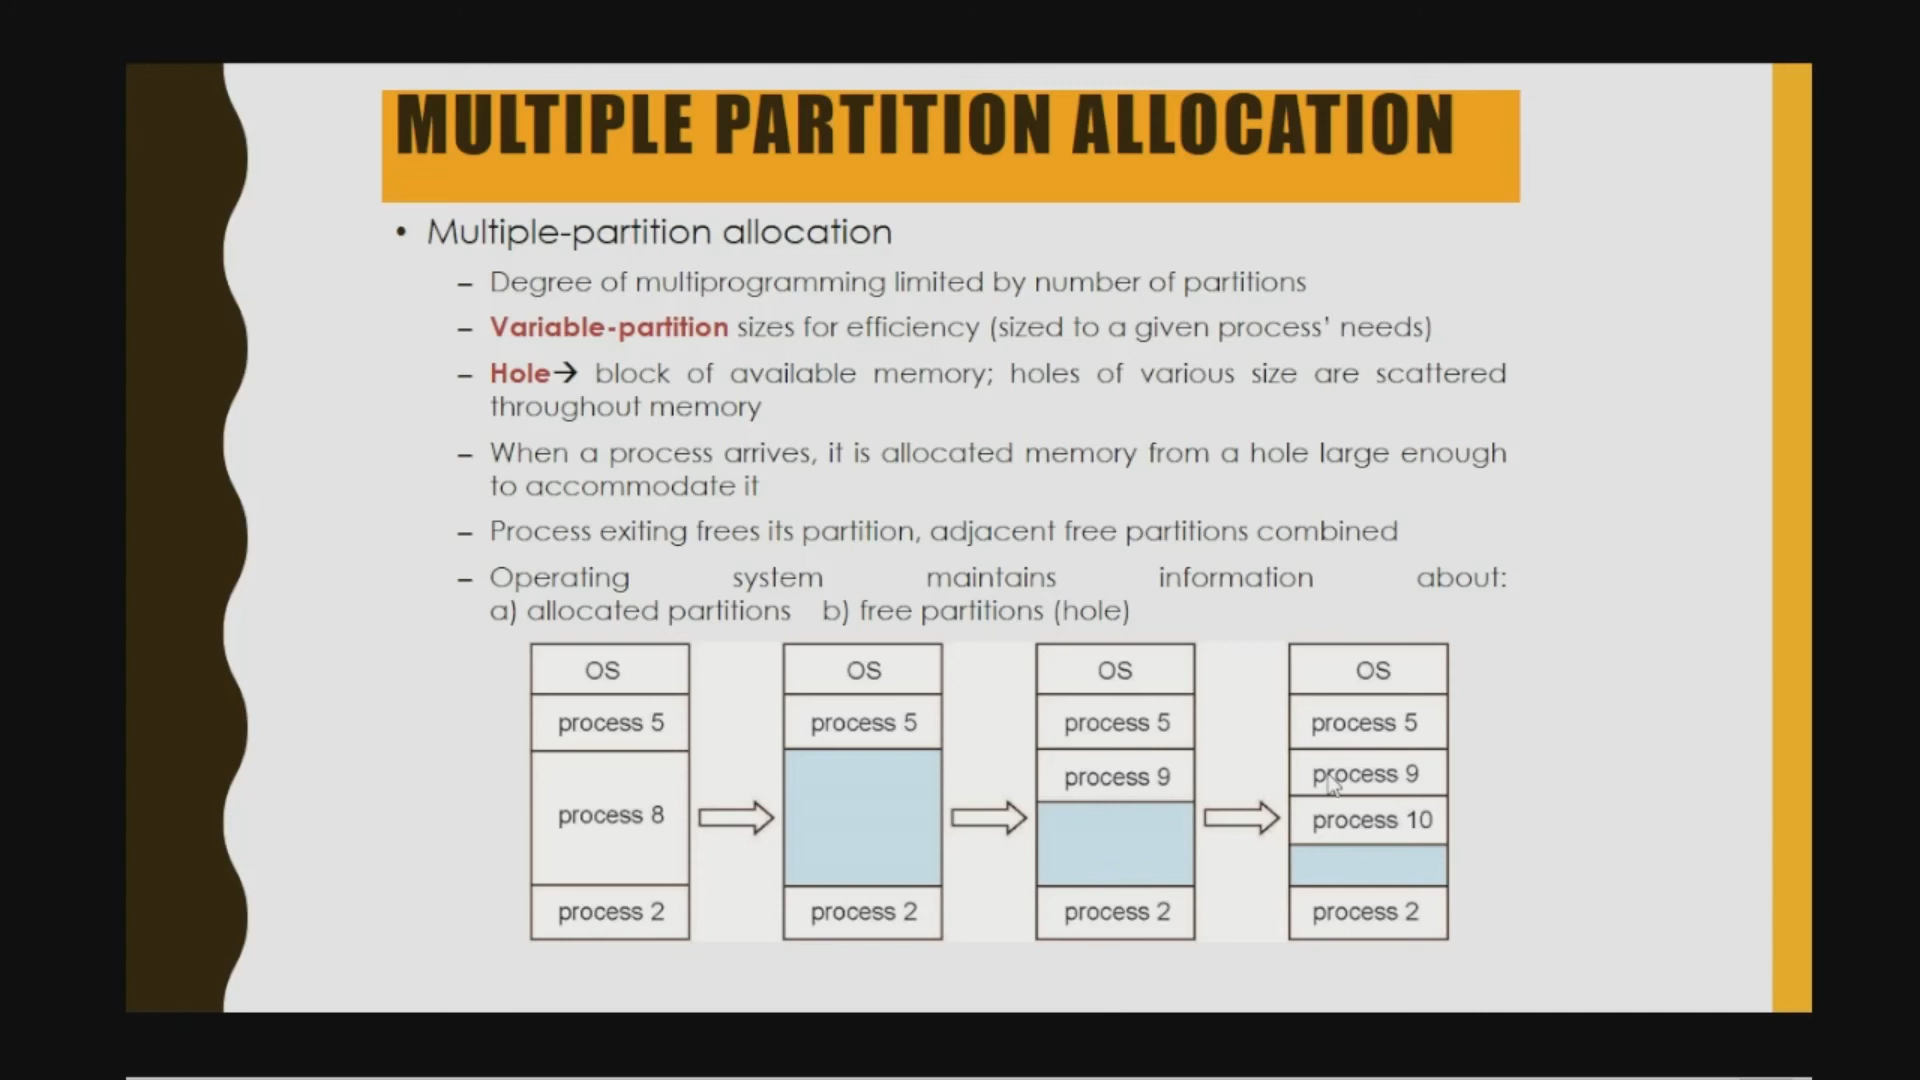 MULTIPLE PARTITION ALLOCATION
• Multiple-partition allocation
– Degree of multiprogramming limited by number of partitions
– Variable-partition sizes for efficiency (sized to a given process’ needs)
– Hole→ block of available memory; holes of various size are scattered
throughout memory
– When a process arrives, it is allocated memory from a hole large enough
to accommodate it
– Process exiting frees its partition, adjacent free partitions combined
– Operating system maintains information about:
a) allocated partitions b) free partitions (hole)
OS
process 5
process 8
process 2
OS
process 5
process 2
OS
process 5
process 9
process 2
OS
process 5
process 9
process 10
process 2